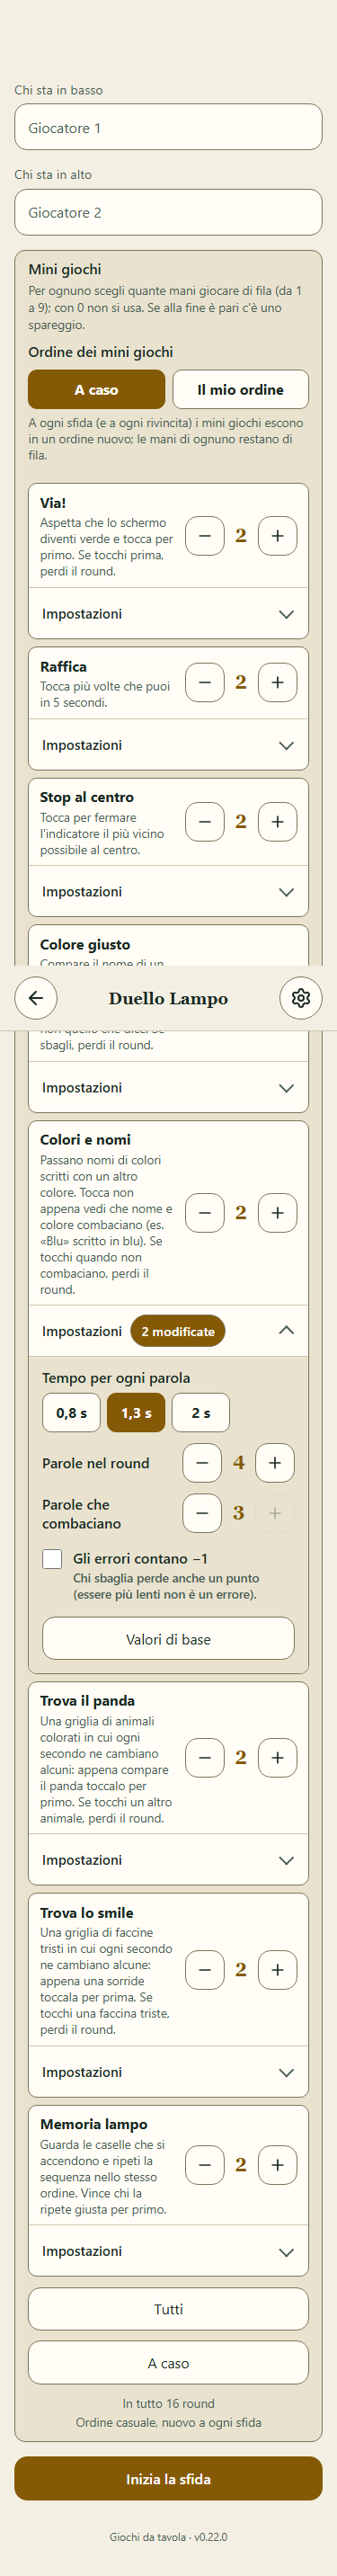 Chi sta in basso
Giocatore 1
Chi sta in alto
Giocatore 2
Mini giochi
Per ognuno scegli quante mani giocare di fila (da 1
a 9); con 0 non si usa. Se alla fine è pari c'è uno
spareggio.
Ordine dei mini giochi
A caso
Il mio ordine
A ogni sfida (e a ogni rivincita) i mini giochi escono
in un ordine nuovo; le mani di ognuno restano di
fila.
Via!
Aspetta che lo schermo
diventi verde e tocca per
primo. Se tocchi prima,
perdi il round.
− 2 +
Impostazioni
Raffica
Tocca più volte che puoi
in 5 secondi.
− 2 +
Impostazioni
Stop al centro
Tocca per fermare
l'indicatore il più vicino
possibile al centro.
− 2 +
Impostazioni
Colore giusto
Compare il nome di un
Duello Lampo
non quello che dice. Se
sbagli, perdi il round.
Impostazioni
Colori e nomi
Passano nomi di colori
scritti con un altro
colore. Tocca non
appena vedi che nome e
colore combaciano (es.
«Blu» scritto in blu). Se
tocchi quando non
combaciano, perdi il
round.
− 2 +
Impostazioni 2 modificate
Tempo per ogni parola
0,8 s
1,3 s
2 s
Parole nel round
− 4 +
Parole che
combaciano
− 3 +
Gli errori contano −1
Chi sbaglia perde anche un punto
(essere più lenti non è un errore).
Valori di base
Trova il panda
Una griglia di animali
colorati in cui ogni
secondo ne cambiano
alcuni: appena compare
il panda toccalo per
primo. Se tocchi un altro
animale, perdi il round.
− 2 +
Impostazioni
Trova lo smile
Una griglia di faccine
tristi in cui ogni secondo
ne cambiano alcune:
appena una sorride
toccala per prima. Se
tocchi una faccina triste,
perdi il round.
− 2 +
Impostazioni
Memoria lampo
Guarda le caselle che si
accendono e ripeti la
sequenza nello stesso
ordine. Vince chi la
ripete giusta per primo.
− 2 +
Impostazioni
Tutti
A caso
In tutto 16 round
Ordine casuale, nuovo a ogni sfida
Inizia la sfida
Giochi da tavola · v0.22.0